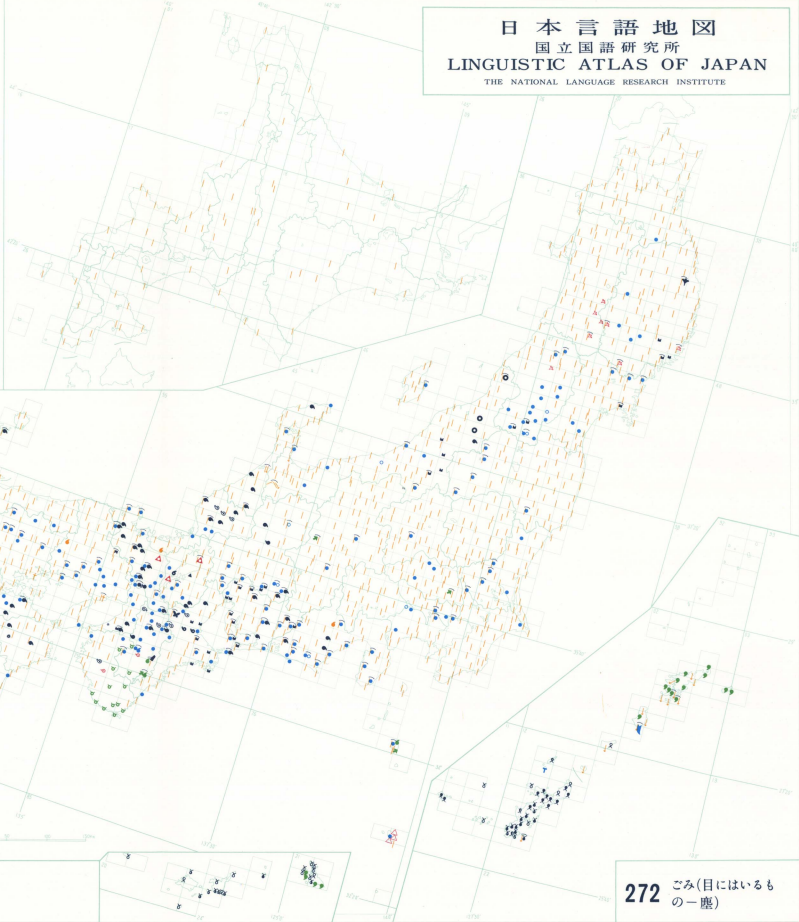 日本言語地図
国立国語研究所
LINGUISTIC ATLAS OF JAPAN
THE NATIONAL LANGUAGE RESEARCH INSTITUTE
272 ごみ(目にはいるも
の－塵)